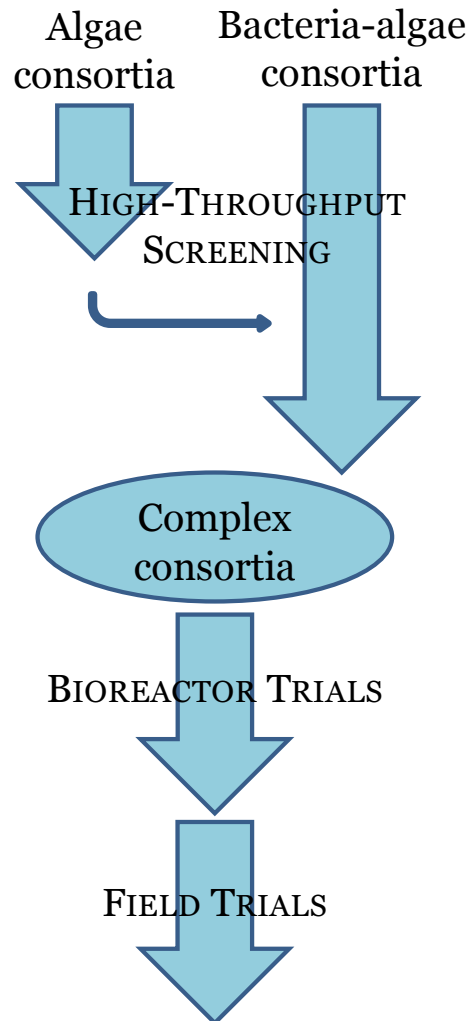 Algae
consortia
Bacteria-algae
consortia
HIGH-THROUGHPUT
SCREENING
Complex
consortia
BIOREACTOR TRIALS
FIELD TRIALS